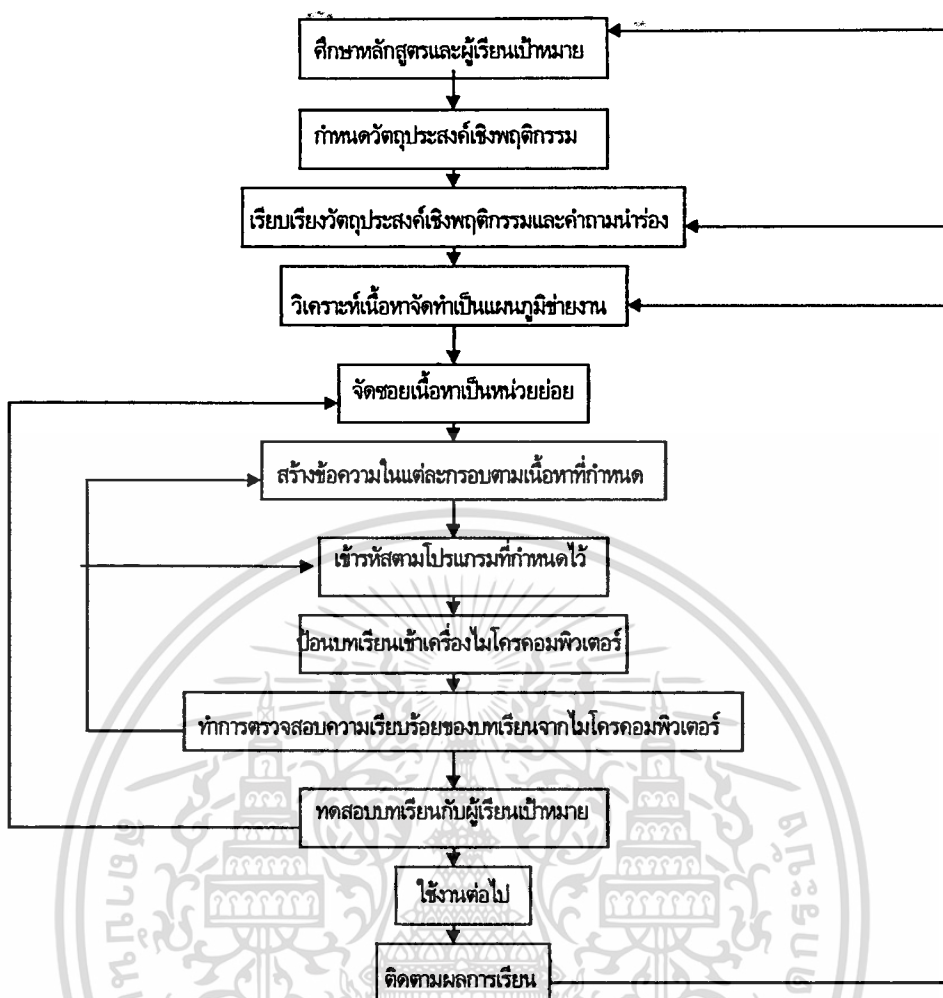 ศึกษาหลักสูตรและผู้เรียนเป้าหมาย
กำหนดวัตถุประสงค์เชิงพฤติกรรม
เรียบเรียงวัตถุประสงค์เชิงพฤติกรรมและคำถามนำร่อง
วิเคราะห์เนื้อหาจัดทำเป็นแผนภูมิข่ายงาน
จัดซอยเนื้อหาเป็นหน่วยย่อย
สร้างข้อความในแต่ละกรอบตามเนื้อหาที่กำหนด
เข้ารหัสตามโปรแกรมที่กำหนดไว้
ป้อนบทเรียนเข้าเครื่องไมโครคอมพิวเตอร์
ทำการตรวจสอบความเรียบร้อยของบทเรียนจากไมโครคอมพิวเตอร์
ทดสอบบทเรียนกับผู้เรียนเป้าหมาย
ใช้งานต่อไป
ติดตามผลการเรียน